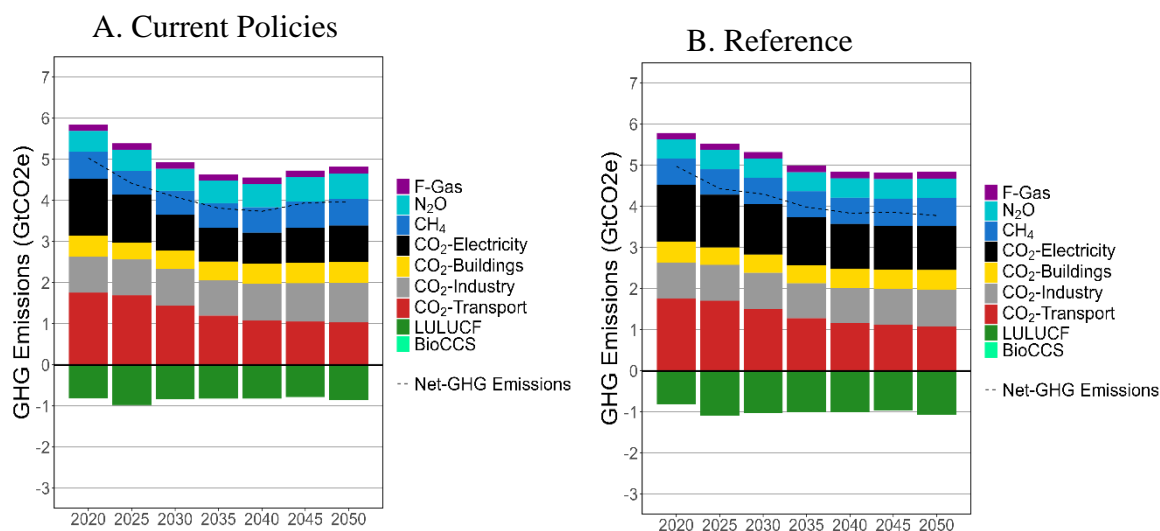 A. Current Policies
GHG Emissions (GtCO2e)
7
6
5
4
3
2
1
0
-1
-2
-3
2020 2025 2030 2035 2040 2045 2050
F-Gas
N₂O
CH₄
CO₂-Electricity
CO₂-Buildings
CO₂-Industry
CO₂-Transport
LULUCF
BioCCS
Net-GHG Emissions
B. Reference
GHG Emissions (GtCO2e)
7
6
5
4
3
2
1
0
-1
-2
-3
2020 2025 2030 2035 2040 2045 2050
F-Gas
N₂O
CH₄
CO₂-Electricity
CO₂-Buildings
CO₂-Industry
CO₂-Transport
LULUCF
BioCCS
Net-GHG Emissions